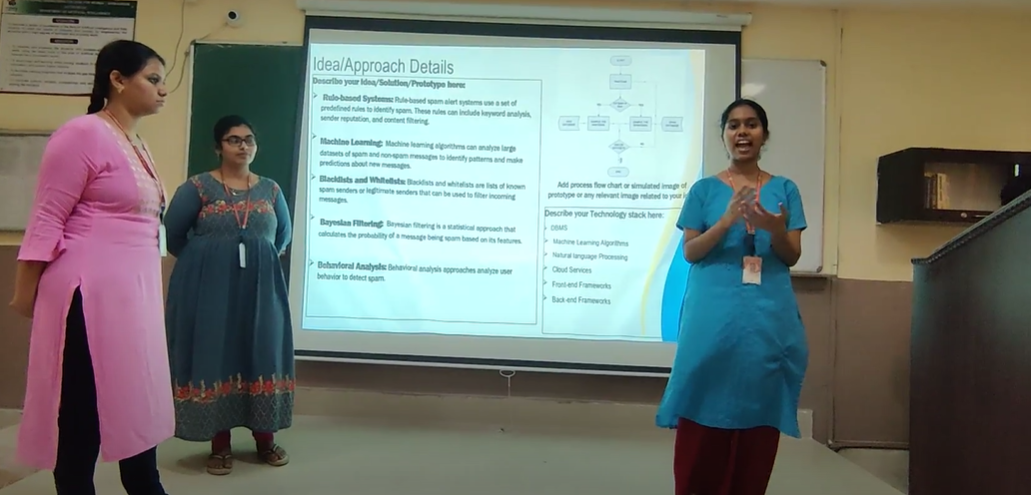 Idea/Approach Details
Describe your Idea/Solution/Prototype here:
Rule-based Systems: Rule-based spam alert systems use a set of
predefined rules to identify spam. These rules can include keyword analysis,
sender reputation, and content filtering.
Machine Learning: Machine learning algorithms can analyze large
datasets of spam and non-spam messages to identify patterns and make
predictions about new messages.
Blacklists and Whitelists: Blacklists and whitelists are lists of known
spam senders or legitimate senders that can be used to filter incoming
messages.
Bayesian Filtering: Bayesian filtering is a statistical approach that
calculates the probability of a message being spam based on its features.
Behavioral Analysis: Behavioral analysis approaches analyze user
behavior to detect spam.
Add process flow chart or simulated image of
prototype or any relevant image related to your
Describe your Technology stack here:
DBMS
Machine Learning Algorithms
Natural language Processing
Cloud Services
Front-end Frameworks
Back-end Frameworks